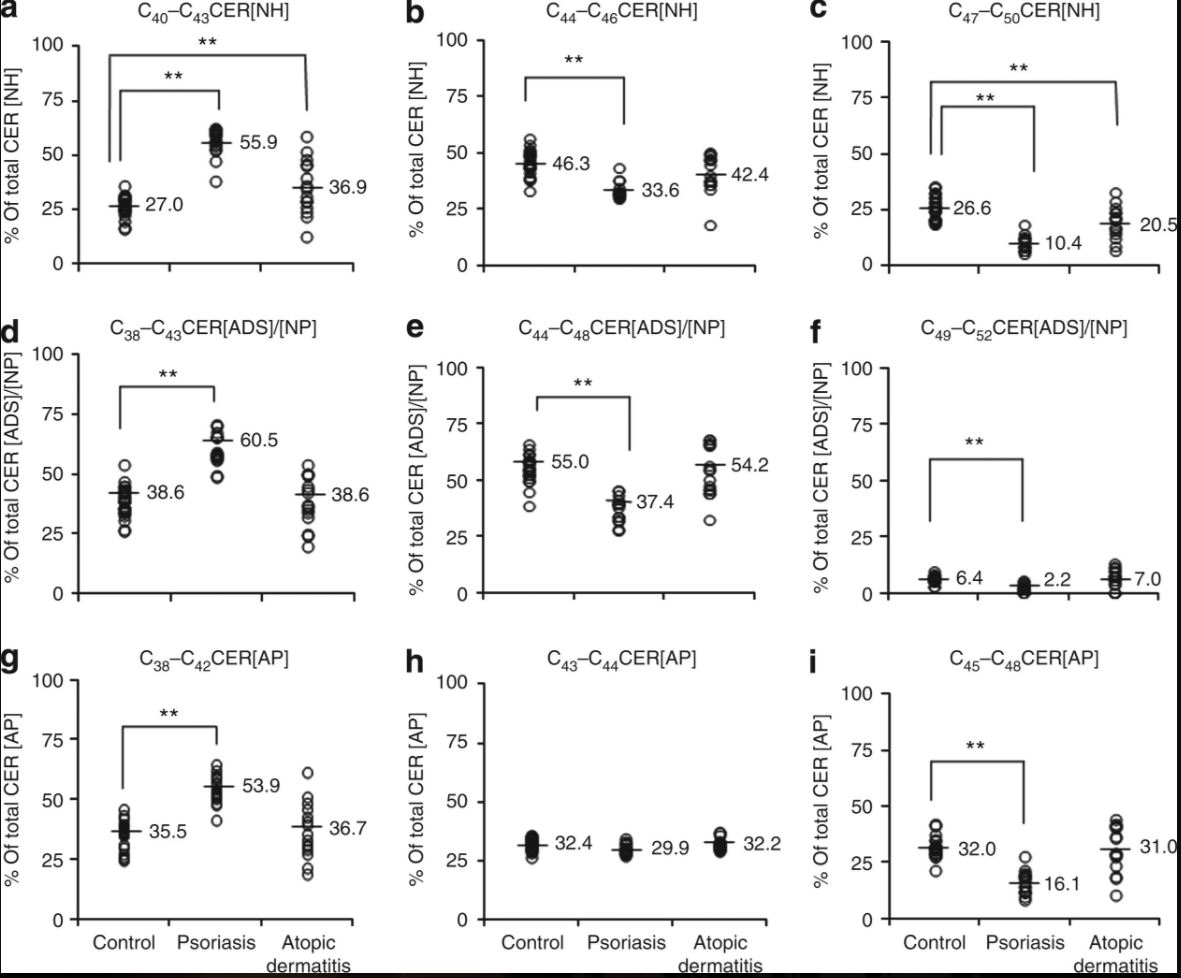 a
C40–C43CER[NH]
% Of total CER [NH]
100
75
50
25
0
**
**
27.0
55.9
36.9
b
C44–C46CER[NH]
% Of total CER [NH]
100
75
50
25
0
**
46.3
33.6
42.4
c
C47–C50CER[NH]
% Of total CER [NH]
100
75
50
25
0
**
**
26.6
10.4
20.5
d
C38–C43CER[ADS]/[NP]
% Of total CER [ADS]/[NP]
100
75
50
25
0
**
38.6
60.5
38.6
e
C44–C48CER[ADS]/[NP]
% Of total CER [ADS]/[NP]
100
75
50
25
0
**
55.0
37.4
54.2
f
C49–C52CER[ADS]/[NP]
% Of total CER [ADS]/[NP]
100
75
50
25
0
**
6.4
2.2
7.0
g
C38–C42CER[AP]
% Of total CER [AP]
100
75
50
25
0
**
35.5
53.9
36.7
Control
Psoriasis
Atopic
dermatitis
h
C43–C44CER[AP]
% Of total CER [AP]
100
75
50
25
0
32.4
29.9
32.2
Control
Psoriasis
Atopic
dermatitis
i
C45–C48CER[AP]
% Of total CER [AP]
100
75
50
25
0
**
32.0
16.1
31.0
Control
Psoriasis
Atopic
dermatitis